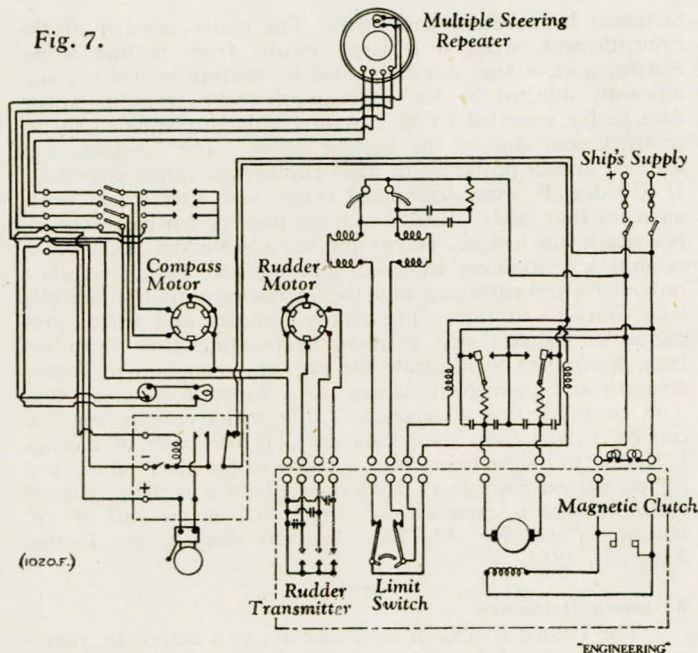 Fig. 7.
Multiple Steering
Repeater
Ship's Supply
+ −
Compass
Motor
Rudder
Motor
−
+
Magnetic Clutch
Rudder
Transmitter
Limit
Switch
(1020.F.)
"ENGINEERING"